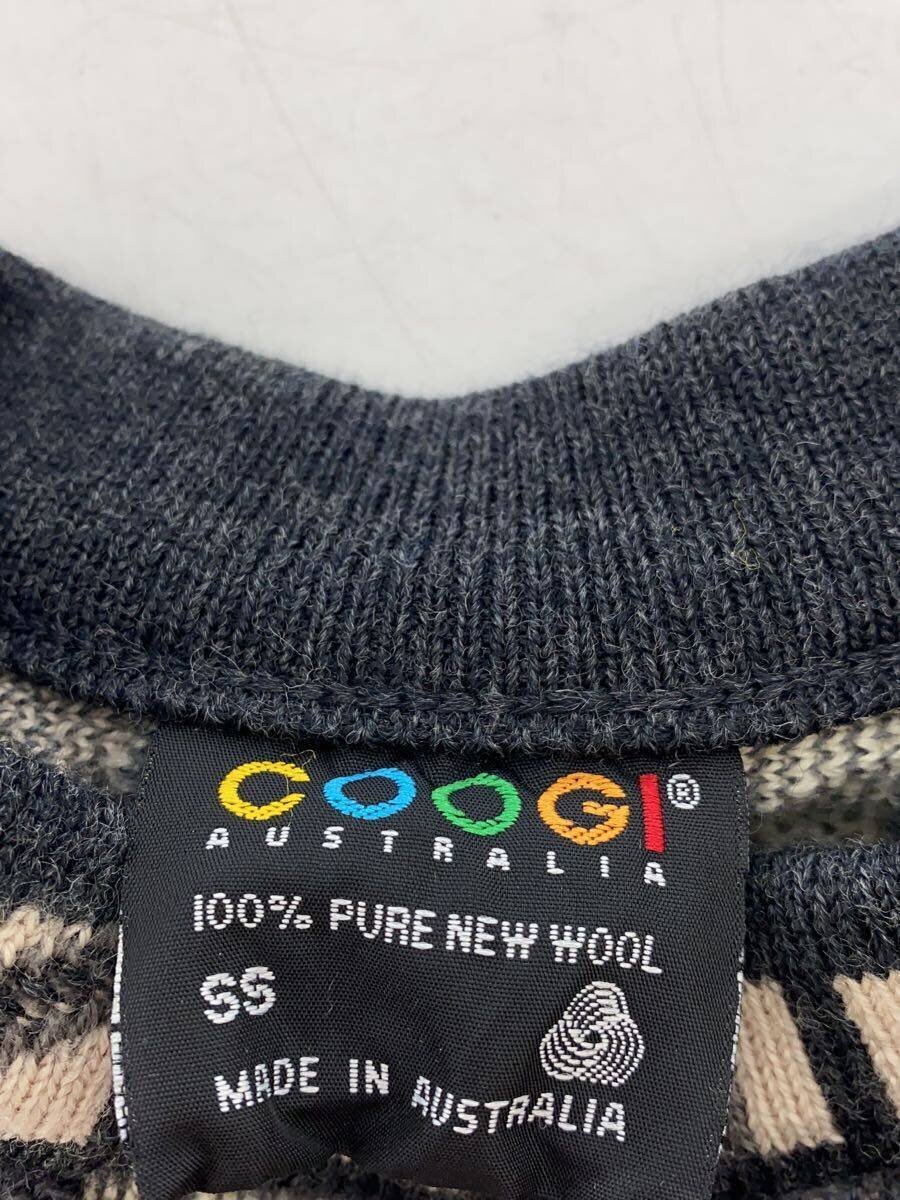 COOGI®
AUSTRALIA
100% PURE NEW WOOL
SS
MADE IN AUSTRALIA